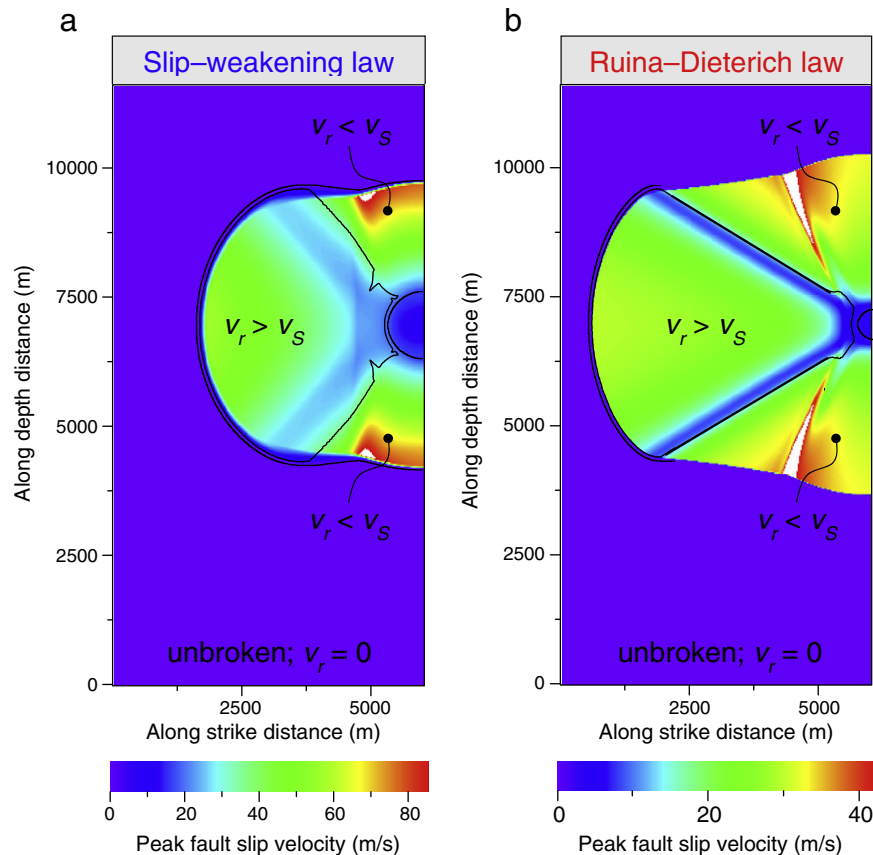 a
Slip–weakening law
v_r < v_S
10000
7500
5000
2500
0
Along depth distance (m)
v_r > v_S
v_r < v_S
unbroken; v_r = 0
2500
5000
Along strike distance (m)
0
20
40
60
80
Peak fault slip velocity (m/s)
b
Ruina–Dieterich law
v_r < v_S
10000
7500
5000
2500
0
Along depth distance (m)
v_r > v_S
v_r < v_S
unbroken; v_r = 0
2500
5000
Along strike distance (m)
0
20
40
Peak fault slip velocity (m/s)